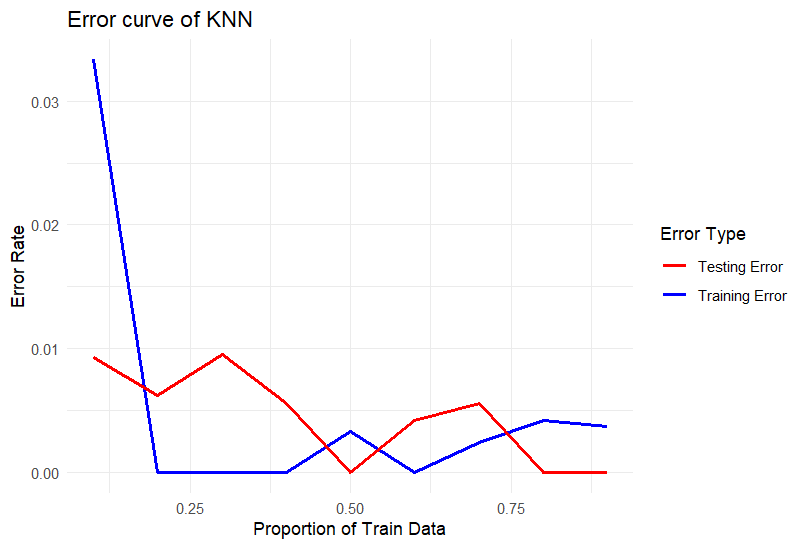 Error curve of KNN
Error Rate
0.03
0.02
0.01
0.00
0.25
0.50
0.75
Proportion of Train Data
Error Type
Testing Error
Training Error